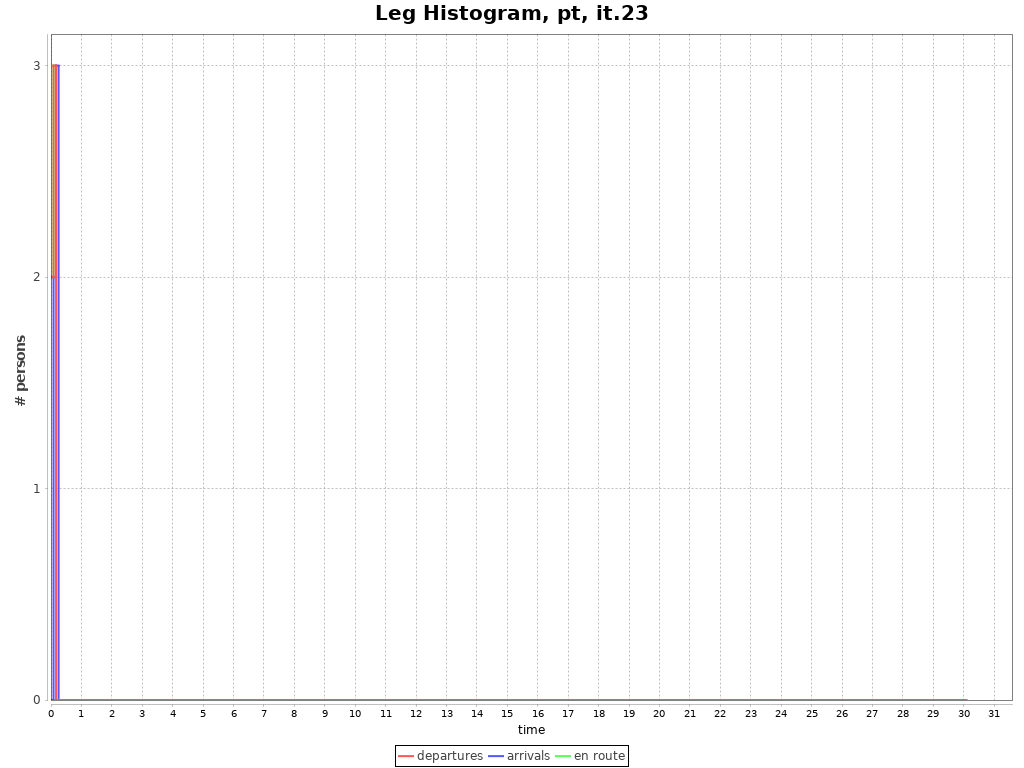 Leg Histogram, pt, it.23
# persons
3
2
1
0
0 1 2 3 4 5 6 7 8 9 10 11 12 13 14 15 16 17 18 19 20 21 22 23 24 25 26 27 28 29 30 31
time
departures arrivals en route